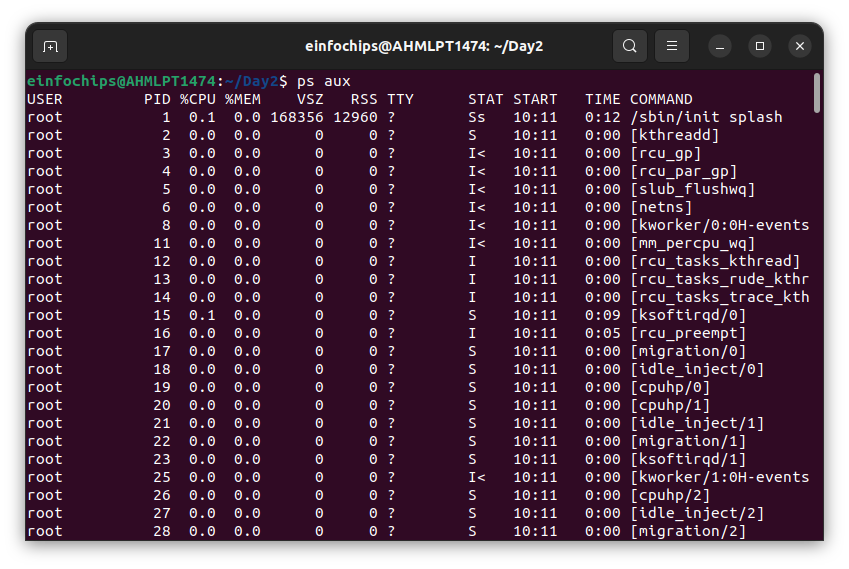 einfochips@AHMLPT1474: ~/Day2
einfochips@AHMLPT1474:~/Day2$ ps aux
USER         PID %CPU %MEM    VSZ   RSS TTY      STAT START   TIME COMMAND
root           1  0.1  0.0 168356 12960 ?        Ss   10:11   0:12 /sbin/init splash
root           2  0.0  0.0      0     0 ?        S    10:11   0:00 [kthreadd]
root           3  0.0  0.0      0     0 ?        I<   10:11   0:00 [rcu_gp]
root           4  0.0  0.0      0     0 ?        I<   10:11   0:00 [rcu_par_gp]
root           5  0.0  0.0      0     0 ?        I<   10:11   0:00 [slub_flushwq]
root           6  0.0  0.0      0     0 ?        I<   10:11   0:00 [netns]
root           8  0.0  0.0      0     0 ?        I<   10:11   0:00 [kworker/0:0H-events
root          11  0.0  0.0      0     0 ?        I<   10:11   0:00 [mm_percpu_wq]
root          12  0.0  0.0      0     0 ?        I    10:11   0:00 [rcu_tasks_kthread]
root          13  0.0  0.0      0     0 ?        I    10:11   0:00 [rcu_tasks_rude_kthr
root          14  0.0  0.0      0     0 ?        I    10:11   0:00 [rcu_tasks_trace_kth
root          15  0.1  0.0      0     0 ?        S    10:11   0:09 [ksoftirqd/0]
root          16  0.0  0.0      0     0 ?        I    10:11   0:05 [rcu_preempt]
root          17  0.0  0.0      0     0 ?        S    10:11   0:00 [migration/0]
root          18  0.0  0.0      0     0 ?        S    10:11   0:00 [idle_inject/0]
root          19  0.0  0.0      0     0 ?        S    10:11   0:00 [cpuhp/0]
root          20  0.0  0.0      0     0 ?        S    10:11   0:00 [cpuhp/1]
root          21  0.0  0.0      0     0 ?        S    10:11   0:00 [idle_inject/1]
root          22  0.0  0.0      0     0 ?        S    10:11   0:00 [migration/1]
root          23  0.0  0.0      0     0 ?        S    10:11   0:00 [ksoftirqd/1]
root          25  0.0  0.0      0     0 ?        I<   10:11   0:00 [kworker/1:0H-events
root          26  0.0  0.0      0     0 ?        S    10:11   0:00 [cpuhp/2]
root          27  0.0  0.0      0     0 ?        S    10:11   0:00 [idle_inject/2]
root          28  0.0  0.0      0     0 ?        S    10:11   0:00 [migration/2]